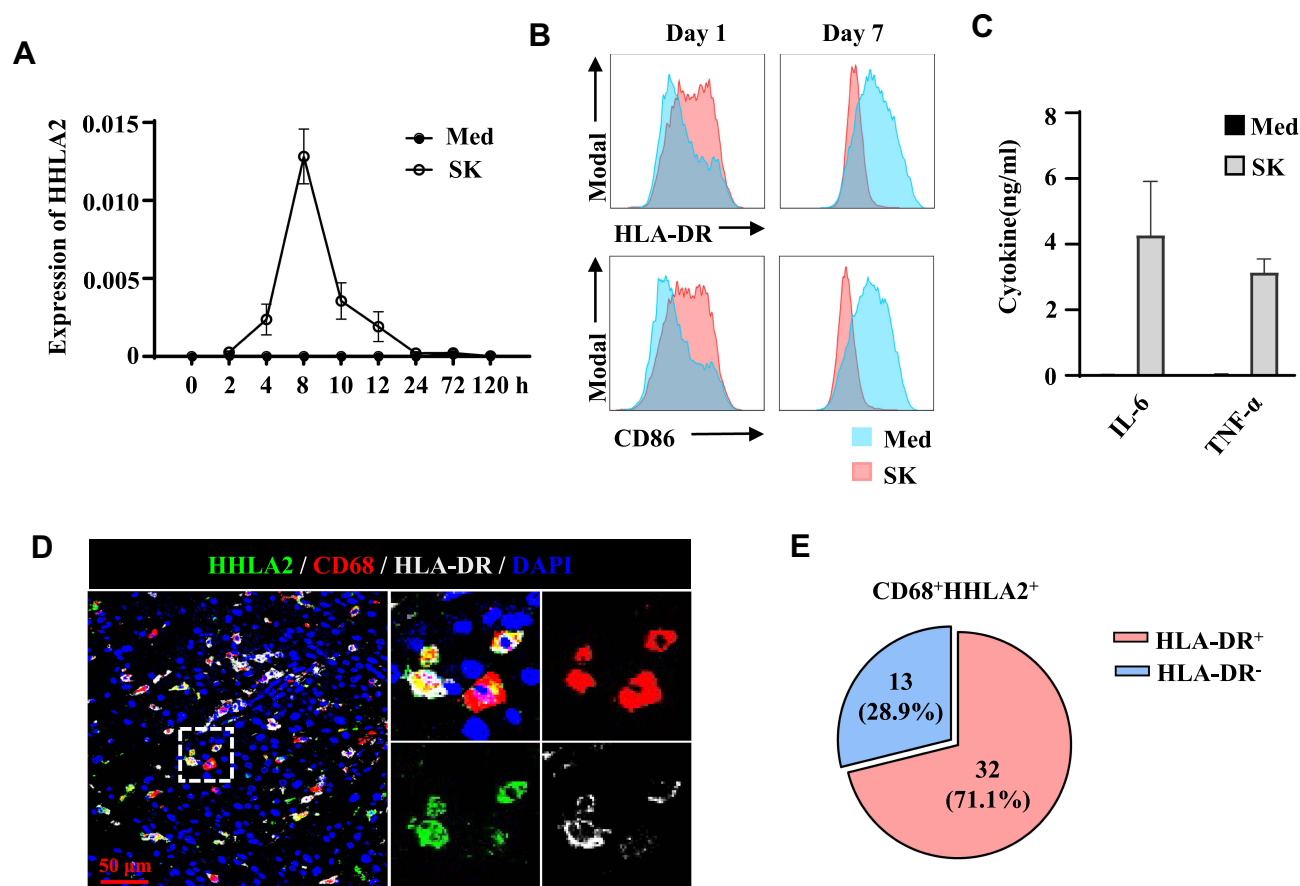 A
Expression of HHLA2
0.015
0.010
0.005
0
0 2 4 8 10 12 24 72 120 h
Med
SK
B
Day 1 Day 7
Modal
HLA-DR
Modal
CD86
Med
SK
C
Cytokine(ng/ml)
8
6
4
2
0
IL-6 TNF-α
Med
SK
D
HHLA2 / CD68 / HLA-DR / DAPI
50 μm
E
CD68⁺HHLA2⁺
13
(28.9%)
32
(71.1%)
HLA-DR⁺
HLA-DR⁻